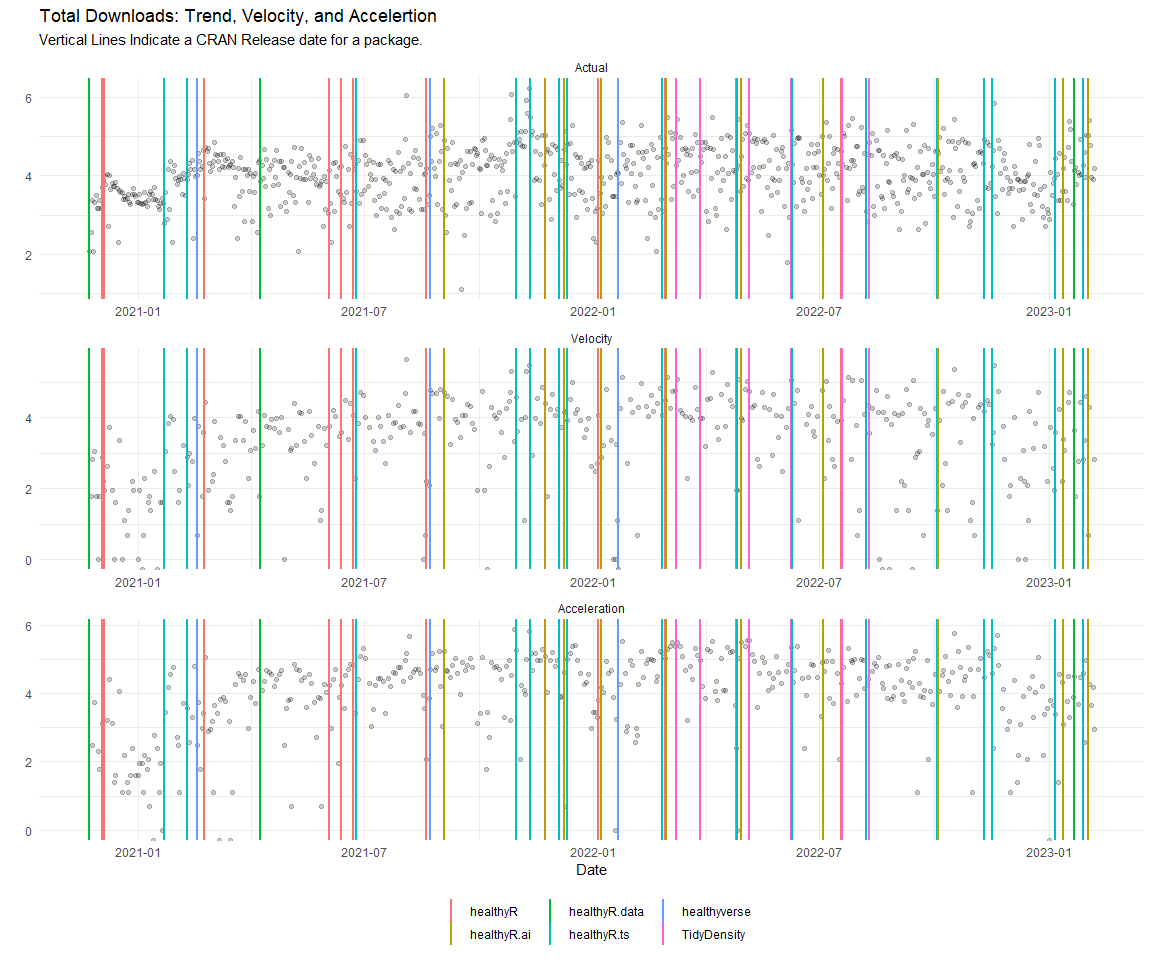 Total Downloads: Trend, Velocity, and Accelertion
Vertical Lines Indicate a CRAN Release date for a package.
Actual
6
4
2
2021-01 2021-07 2022-01 2022-07 2023-01
Velocity
4
2
0
2021-01 2021-07 2022-01 2022-07 2023-01
Acceleration
6
4
2
0
2021-01 2021-07 2022-01 2022-07 2023-01
Date
healthyR healthyR.data healthyverse
healthyR.ai healthyR.ts TidyDensity